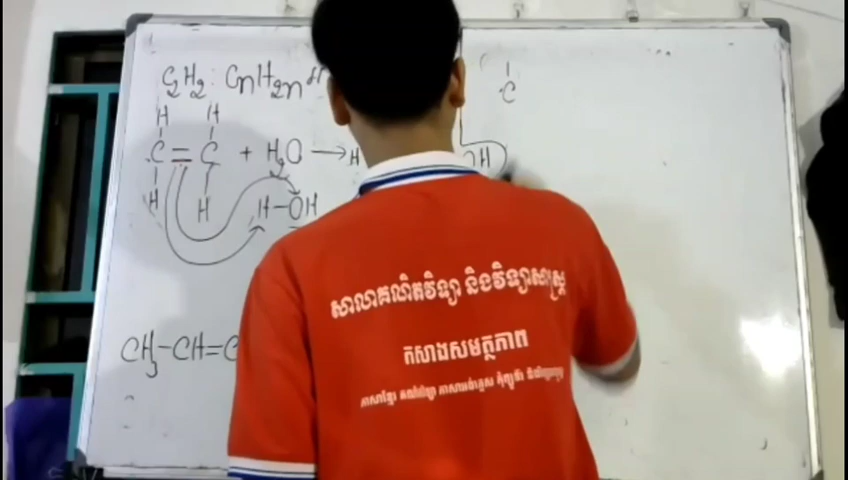 C₂H₂ : CnH2n
C
H H
C = C + H₂O → H OH
H H H-OH
CH₃-CH=C
សាលាគណិតវិទ្យា និងវិទ្យាសាស្ត្រ
កសាងសមត្ថភាព